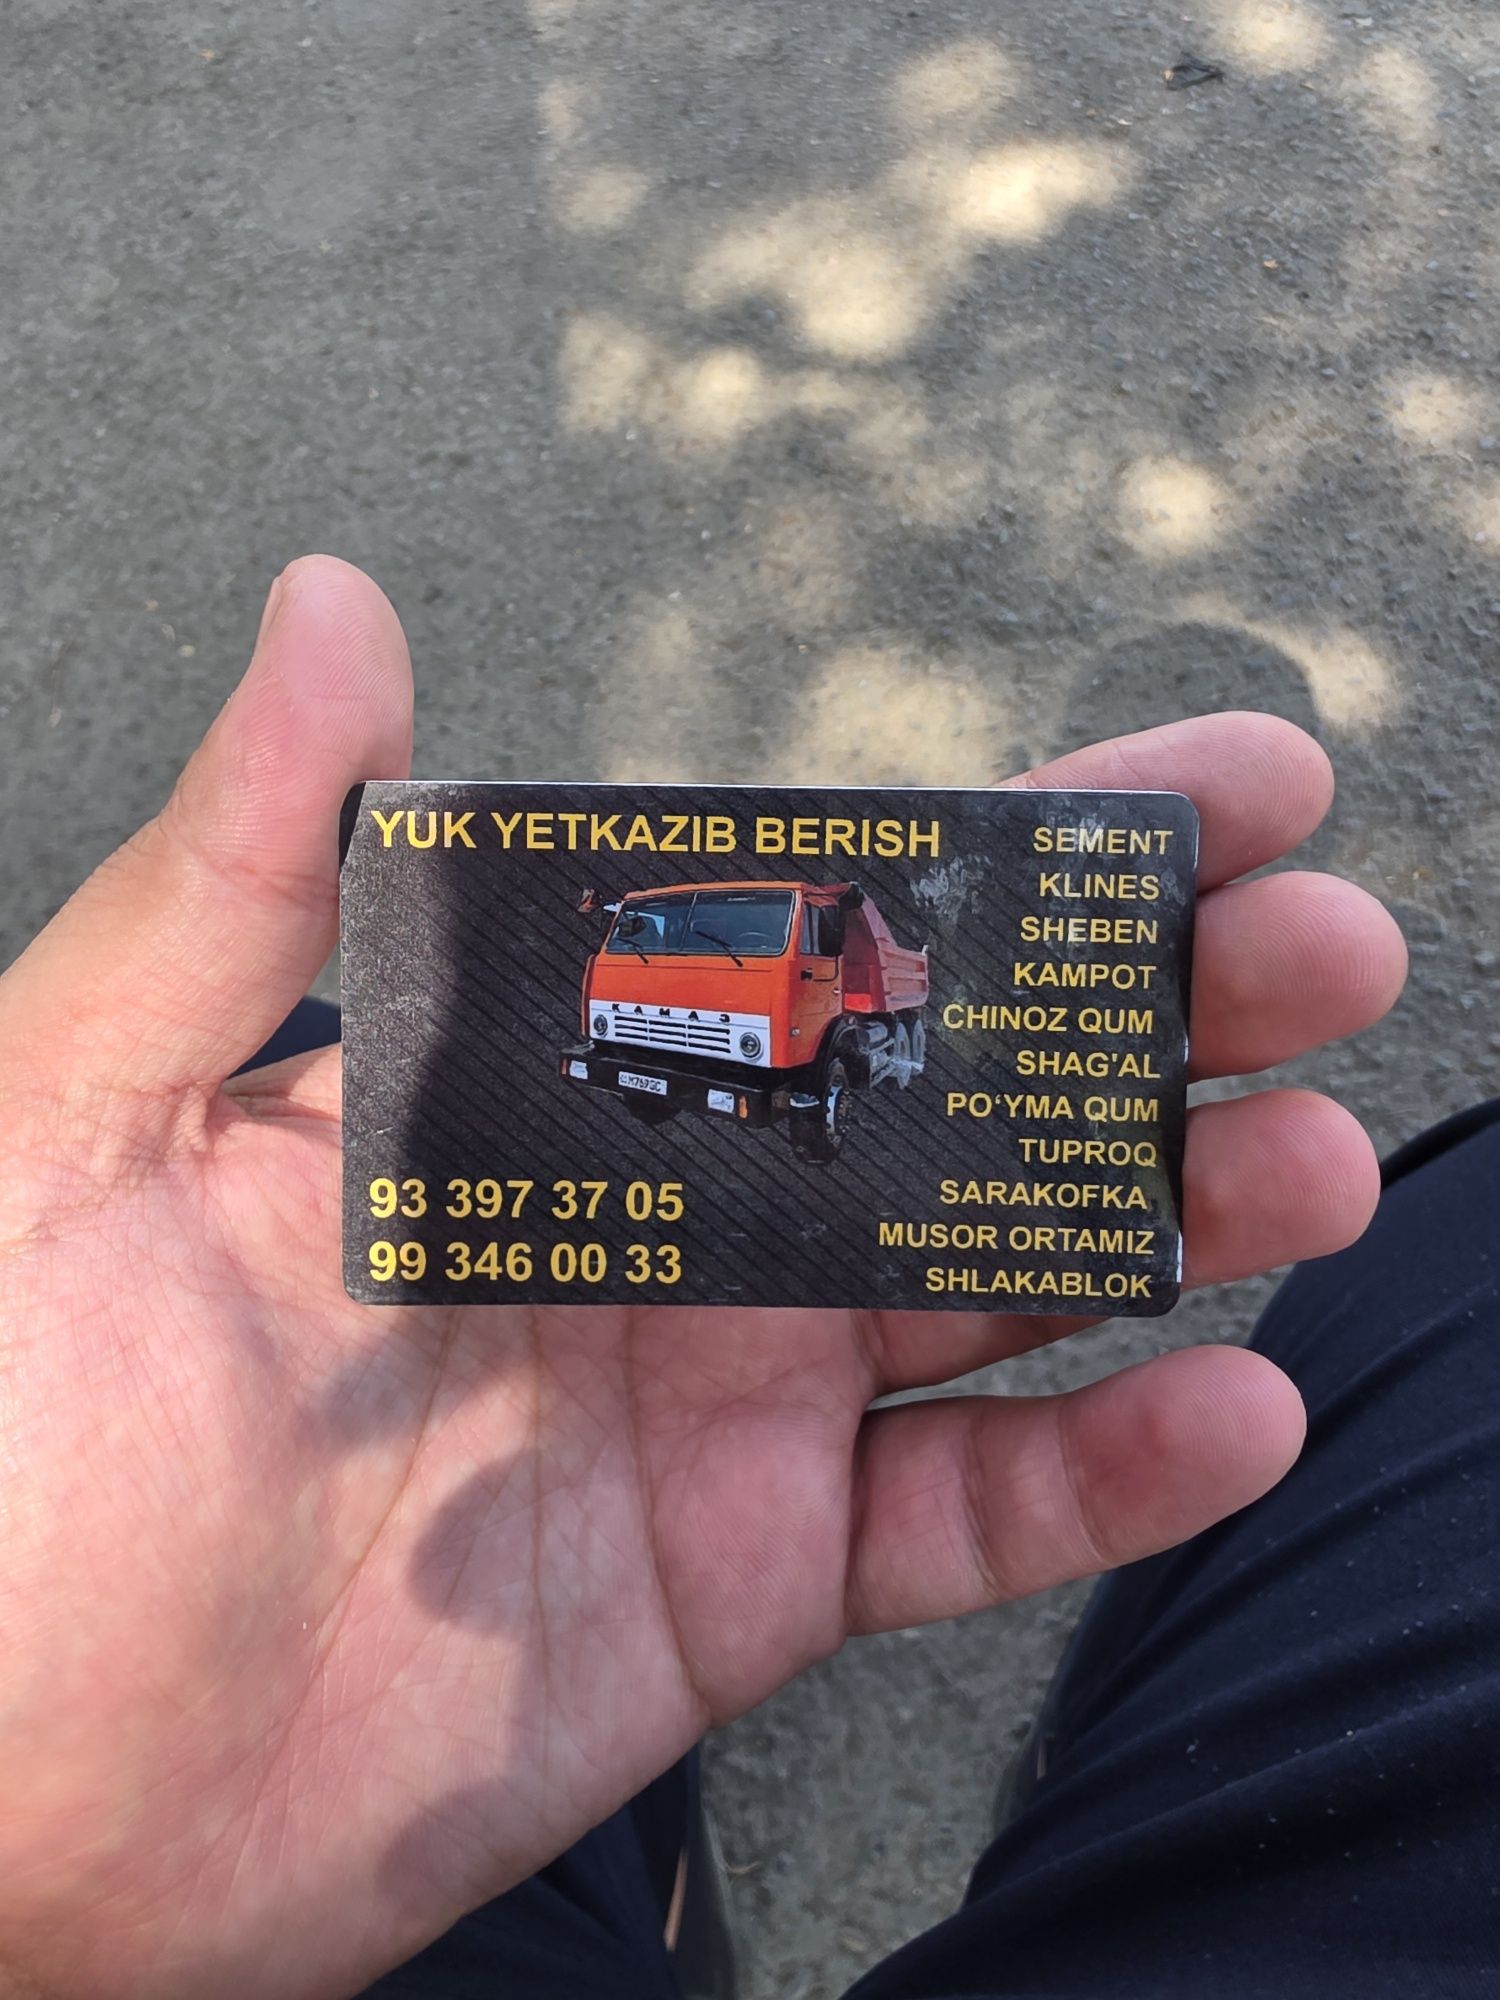 YUK YETKAZIB BERISH
КАМАЗ
93 397 37 05
99 346 00 33
SEMENT
KLINES
SHEBEN
KAMPOT
CHINOZ QUM
SHAG'AL
PO‘YMA QUM
TUPROQ
SARAKOFKA
MUSOR ORTAMIZ
SHLAKABLOK